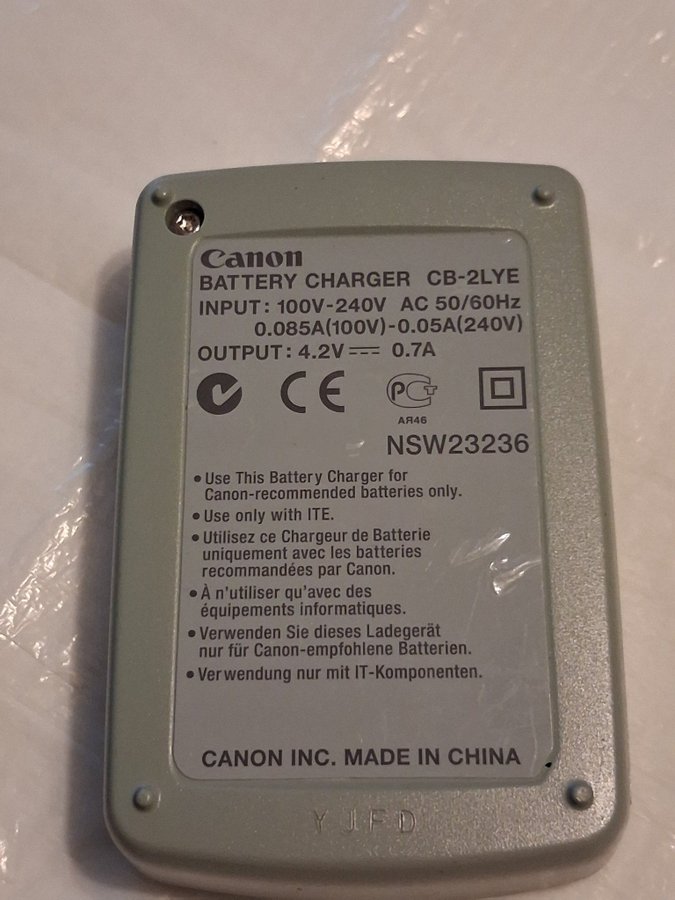 Canon
BATTERY CHARGER CB-2LYE
INPUT: 100V-240V AC 50/60Hz
0.085A(100V)-0.05A(240V)
OUTPUT: 4.2V⎓ 0.7A
CE
РСТ
АЯ46
NSW23236
• Use This Battery Charger for
Canon-recommended batteries only.
• Use only with ITE.
• Utilisez ce Chargeur de Batterie
uniquement avec les batteries
recommandées par Canon.
• À n'utiliser qu'avec des
équipements informatiques.
• Verwenden Sie dieses Ladegerät
nur für Canon-empfohlene Batterien.
• Verwendung nur mit IT-Komponenten.
CANON INC. MADE IN CHINA
YJFD